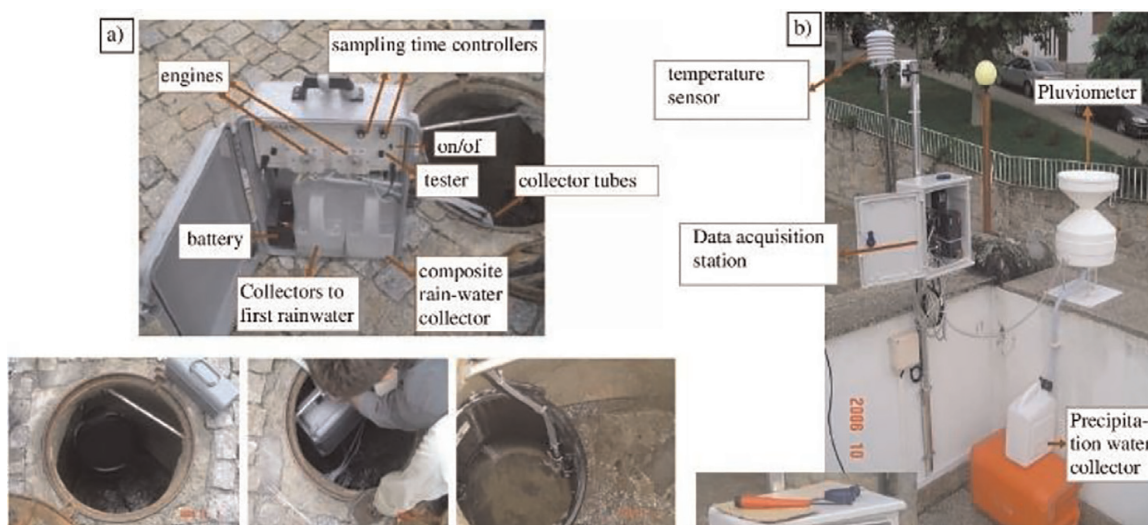 a)
sampling time controllers
engines
on/of
tester
collector tubes
battery
Collectors to
first rainwater
composite
rain-water
collector
b)
temperature
sensor
Pluviometer
Data acquisition
station
2006 10
Precipita-
tion water
collector